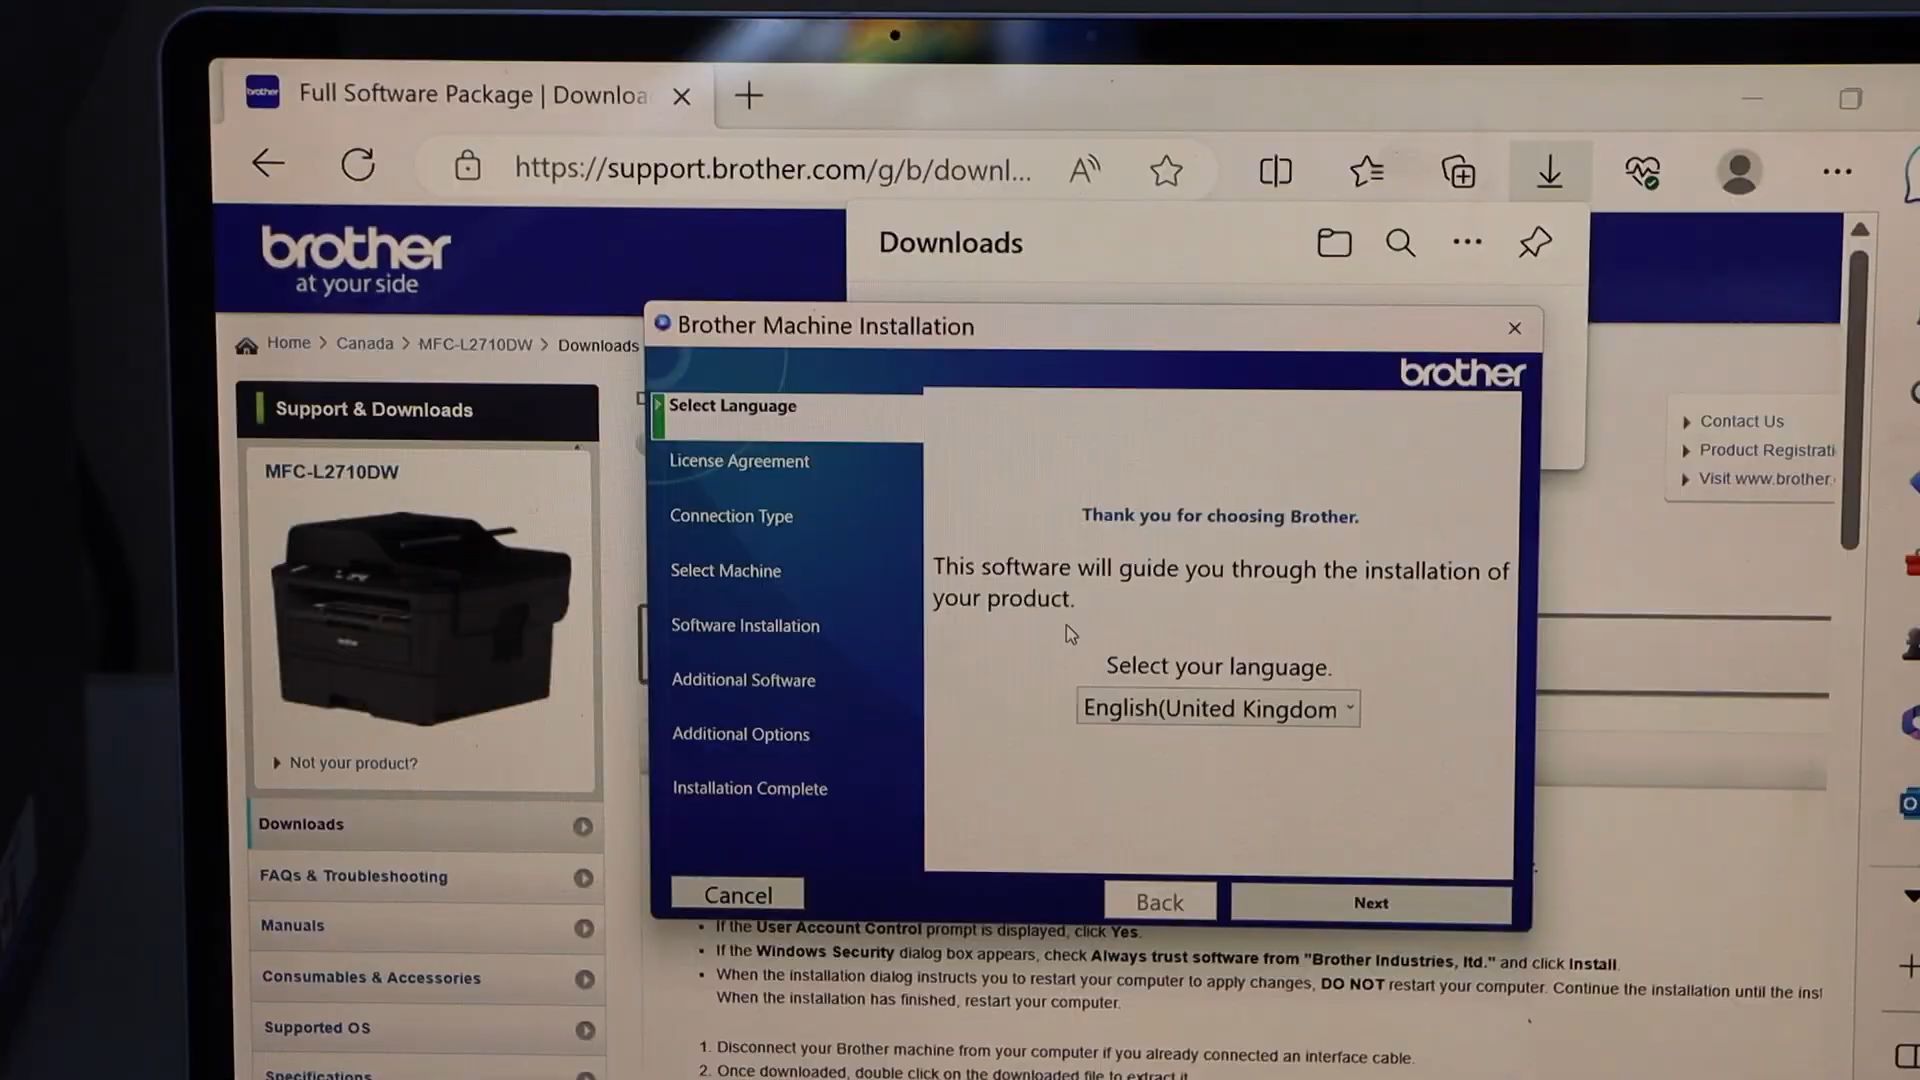 brother
Full Software Package | Downloa
https://support.brother.com/g/b/downl...
brother
at your side
Downloads
Home > Canada > MFC-L2710DW > Downloads
Support & Downloads
MFC-L2710DW
Not your product?
Downloads
FAQs & Troubleshooting
Manuals
Consumables & Accessories
Supported OS
Specifications
Brother Machine Installation
brother
Select Language
License Agreement
Connection Type
Select Machine
Software Installation
Additional Software
Additional Options
Installation Complete
Thank you for choosing Brother.
This software will guide you through the installation of
your product.
Select your language.
English(United Kingdom
Cancel
Back
Next
Contact Us
Product Registrati
Visit www.brother.
If the User Account Control prompt is displayed, click Yes.
If the Windows Security dialog box appears, check Always trust software from "Brother Industries, ltd." and click Install.
When the installation dialog instructs you to restart your computer to apply changes, DO NOT restart your computer. Continue the installation until the inst
When the installation has finished, restart your computer.
1. Disconnect your Brother machine from your computer if you already connected an interface cable.
2. Once downloaded, double click on the downloaded file to extract it.